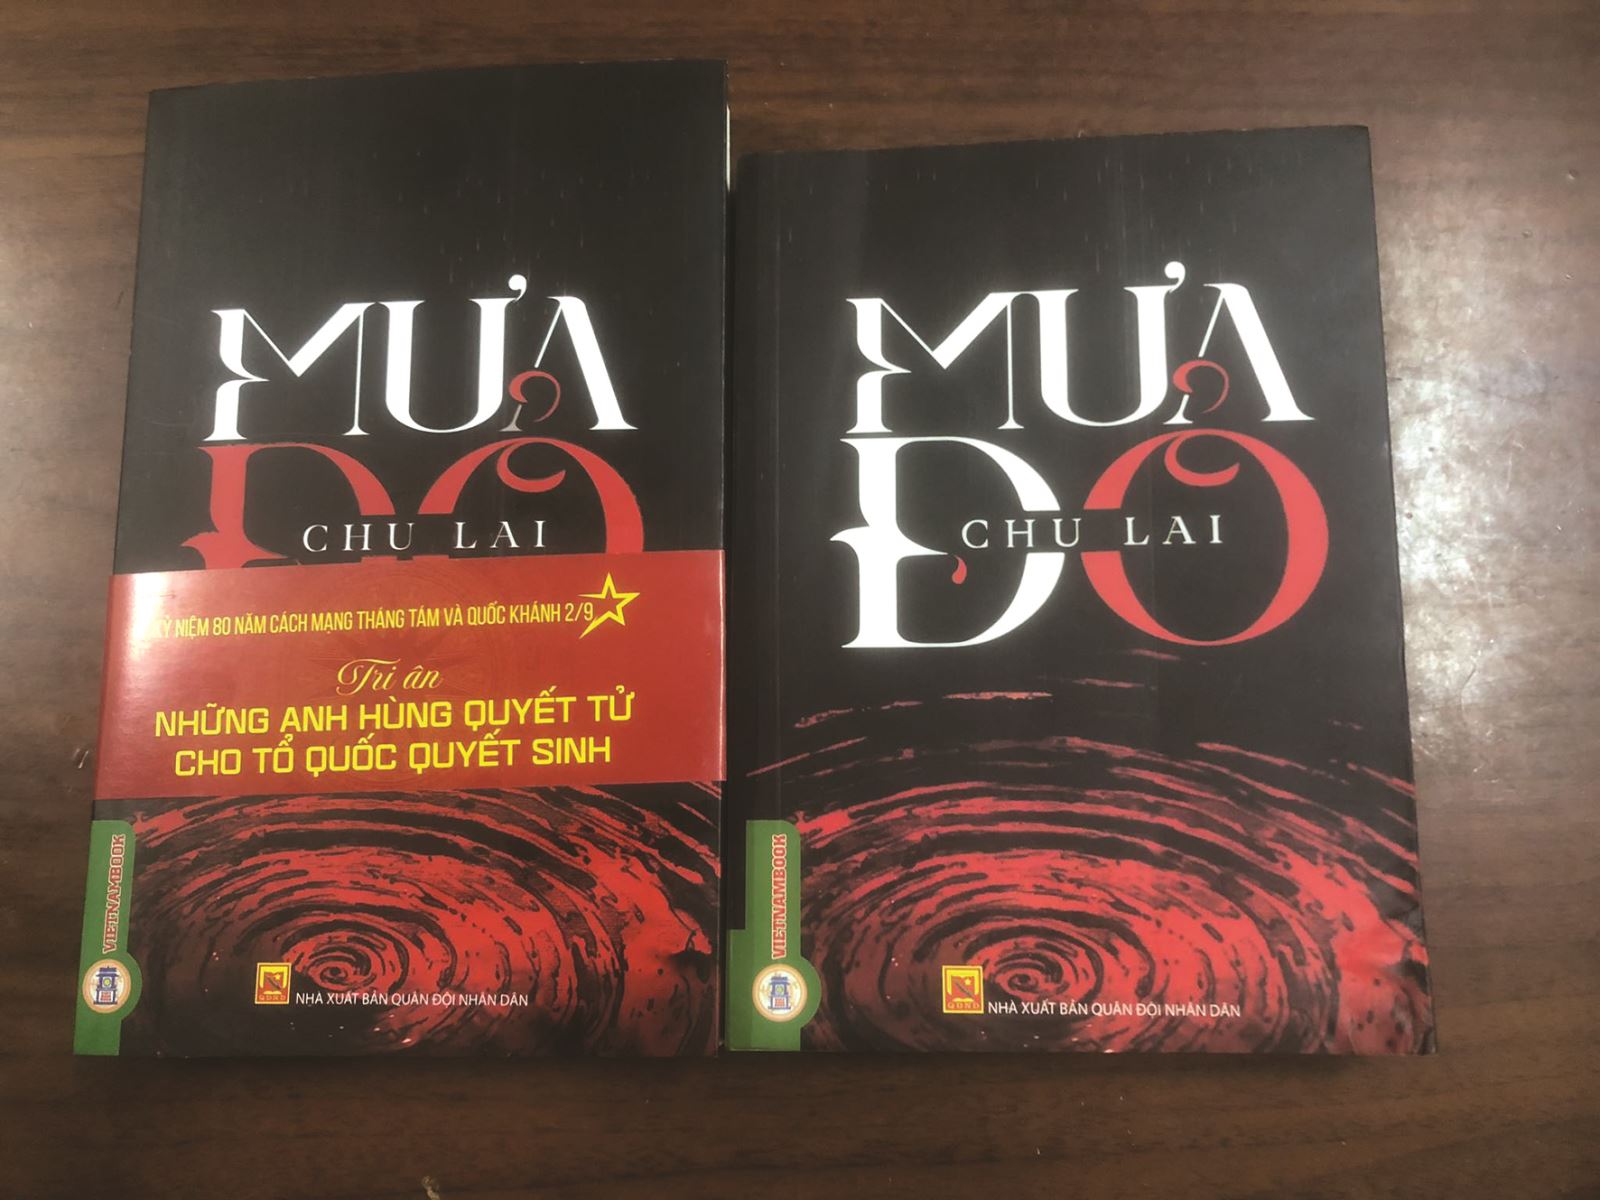 MƯA
ĐỎ
CHU LAI
KỶ NIỆM 80 NĂM CÁCH MẠNG THÁNG TÁM VÀ QUỐC KHÁNH 2/9
Tri ân
NHỮNG ANH HÙNG QUYẾT TỬ
CHO TỔ QUỐC QUYẾT SINH
VIETNAMBOOK
QĐND
NHÀ XUẤT BẢN QUÂN ĐỘI NHÂN DÂN
MƯA
ĐỎ
CHU LAI
VIETNAMBOOK
QĐND
NHÀ XUẤT BẢN QUÂN ĐỘI NHÂN DÂN